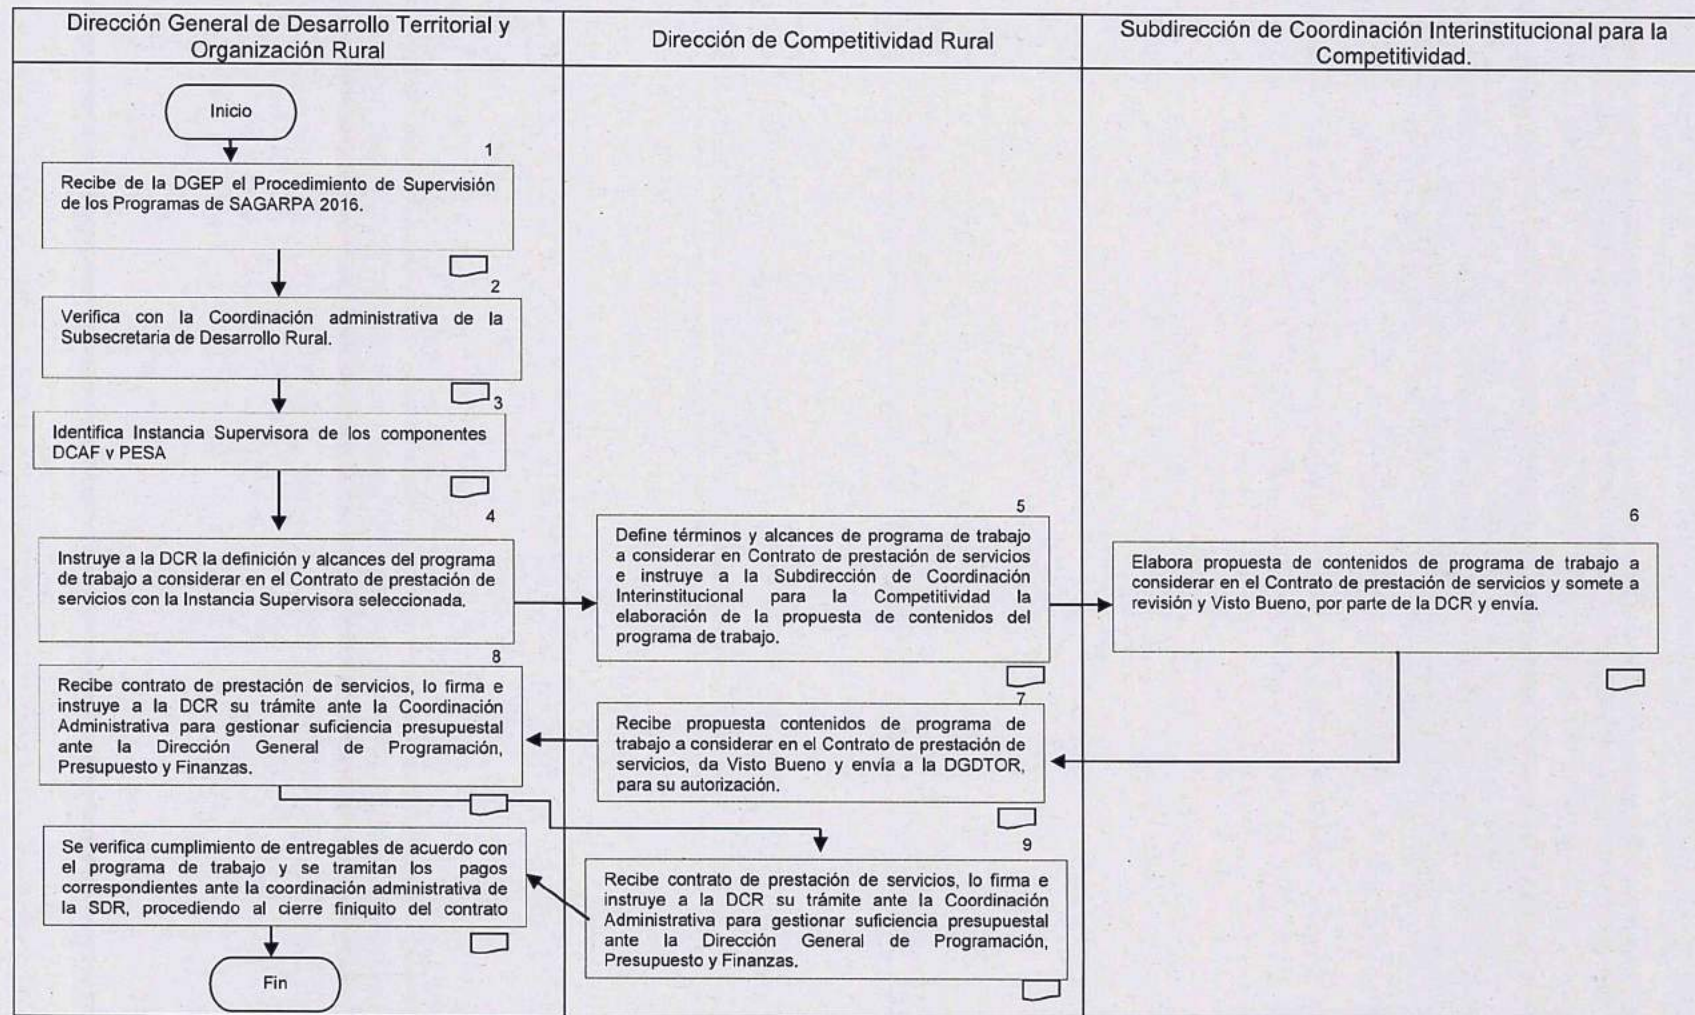 Dirección General de Desarrollo Territorial y
Organización Rural
Dirección de Competitividad Rural
Subdirección de Coordinación Interinstitucional para la
Competitividad.
Inicio
1
Recibe de la DGEP el Procedimiento de Supervisión
de los Programas de SAGARPA 2016.
2
Verifica con la Coordinación administrativa de la
Subsecretaria de Desarrollo Rural.
3
Identifica Instancia Supervisora de los componentes
DCAF y PESA
4
Instruye a la DCR la definición y alcances del programa
de trabajo a considerar en el Contrato de prestación de
servicios con la Instancia Supervisora seleccionada.
5
Define términos y alcances de programa de trabajo
a considerar en Contrato de prestación de servicios
e instruye a la Subdirección de Coordinación
Interinstitucional para la Competitividad la
elaboración de la propuesta de contenidos del
programa de trabajo.
6
Elabora propuesta de contenidos de programa de trabajo a
considerar en el Contrato de prestación de servicios y somete a
revisión y Visto Bueno, por parte de la DCR y envía.
7
Recibe propuesta contenidos de programa de
trabajo a considerar en el Contrato de prestación de
servicios, da Visto Bueno y envía a la DGDTOR,
para su autorización.
8
Recibe contrato de prestación de servicios, lo firma e
instruye a la DCR su trámite ante la Coordinación
Administrativa para gestionar suficiencia presupuestal
ante la Dirección General de Programación,
Presupuesto y Finanzas.
9
Recibe contrato de prestación de servicios, lo firma e
instruye a la DCR su trámite ante la Coordinación
Administrativa para gestionar suficiencia presupuestal
ante la Dirección General de Programación,
Presupuesto y Finanzas.
Se verifica cumplimiento de entregables de acuerdo con
el programa de trabajo y se tramitan los pagos
correspondientes ante la coordinación administrativa de
la SDR, procediendo al cierre finiquito del contrato
Fin